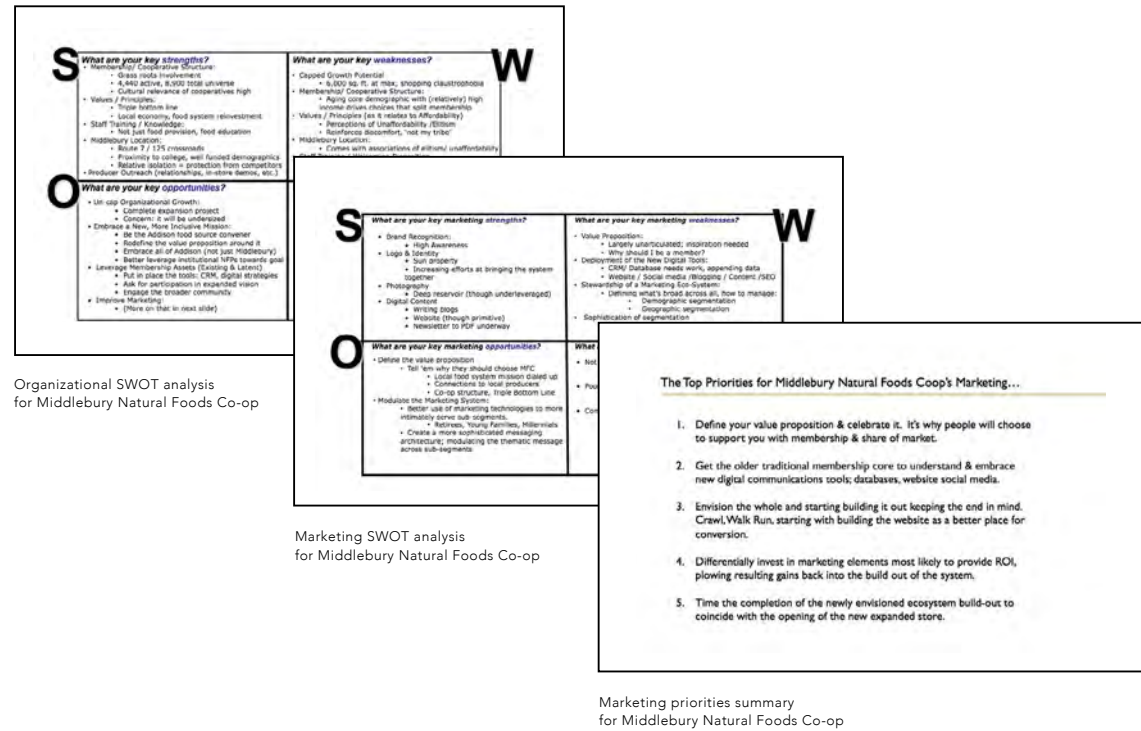 S
What are your key strengths?
• Membership/ Cooperative Structure:
• Grass roots involvement
• 4,440 active, 8,900 total universe
• Cultural relevance of cooperatives high
• Values / Principles:
• Triple bottom line
• Local economy, food system reinvestment
• Staff Training / Knowledge:
• Not just food provision, food education
• Middlebury Location:
• Route 7 / 125 crossroads
• Proximity to college, well funded demographics
• Relative isolation = protection from competitors
• Producer Outreach (relationships, in-store demos, etc.)
W
What are your key weaknesses?
• Capped Growth Potential
• 6,000 sq. ft. at max; shopping claustrophobia
• Membership/ Cooperative Structure:
• Aging core demographic with (relatively) high
income drives choices that split membership
• Values / Principles (as it relates to Affordability)
• Perceptions of Unaffordability /Elitism
• Reinforces discomfort, "not my tribe"
• Middlebury Location:
• Comes with associations of elitism/ unaffordability
O
What are your key opportunities?
• Un-cap Organizational Growth:
• Complete expansion project
• Concern: it will be undersized
• Embrace a New, More Inclusive Mission:
• Be the Addison food source convener
• Redefine the value proposition around it
• Embrace all of Addison (not just Middlebury)
• Better leverage institutional NFPs towards goal
• Leverage Membership Assets (Existing & Latent)
• Put in place the tools: CRM, digital strategies
• Ask for participation in expanded vision
• Engage the broader community
• Improve Marketing:
• (More on that in next slide)
Organizational SWOT analysis
for Middlebury Natural Foods Co-op
S
What are your key marketing strengths?
• Brand Recognition:
• High Awareness
• Logo & Identity
• Sun property
• Increasing efforts at bringing the system
together
• Photography
• Deep reservoir (though underleveraged)
• Digital Content
• Writing blogs
• Website (though primitive)
• Newsletter to PDF underway
W
What are your key marketing weaknesses?
• Value Proposition:
• Largely unarticulated; inspiration needed
• Why should I be a member?
• Deployment of the New Digital Tools:
• CRM/ Database needs work, appending data
• Website / Social media /Blogging / Content /SEO
• Stewardship of a Marketing Eco-System:
• Defining what's broad across all, how to manage:
• Demographic segmentation
• Geographic segmentation
• Sophistication of segmentation
O
What are your key marketing opportunities?
• Define the value proposition
• Tell 'em why they should choose MFC
• Local food system mission dialed up
• Connections to local producers
• Co-op structure, Triple Bottom Line
• Modulate the Marketing System:
• Better use of marketing technologies to more
intimately serve sub-segments.
• Retirees, Young Families, Millennials
• Create a more sophisticated messaging
architecture; modulating the thematic message
across sub-segments
What
• Not
Marketing SWOT analysis
for Middlebury Natural Foods Co-op
The Top Priorities for Middlebury Natural Foods Coop's Marketing…
1. Define your value proposition & celebrate it. It's why people will choose
to support you with membership & share of market.
2. Get the older traditional membership core to understand & embrace
new digital communications tools; databases, website social media.
3. Envision the whole and starting building it out keeping the end in mind.
Crawl, Walk Run, starting with building the website as a better place for
conversion.
4. Differentially invest in marketing elements most likely to provide ROI,
plowing resulting gains back into the build out of the system.
5. Time the completion of the newly envisioned ecosystem build-out to
coincide with the opening of the new expanded store.
Marketing priorities summary
for Middlebury Natural Foods Co-op